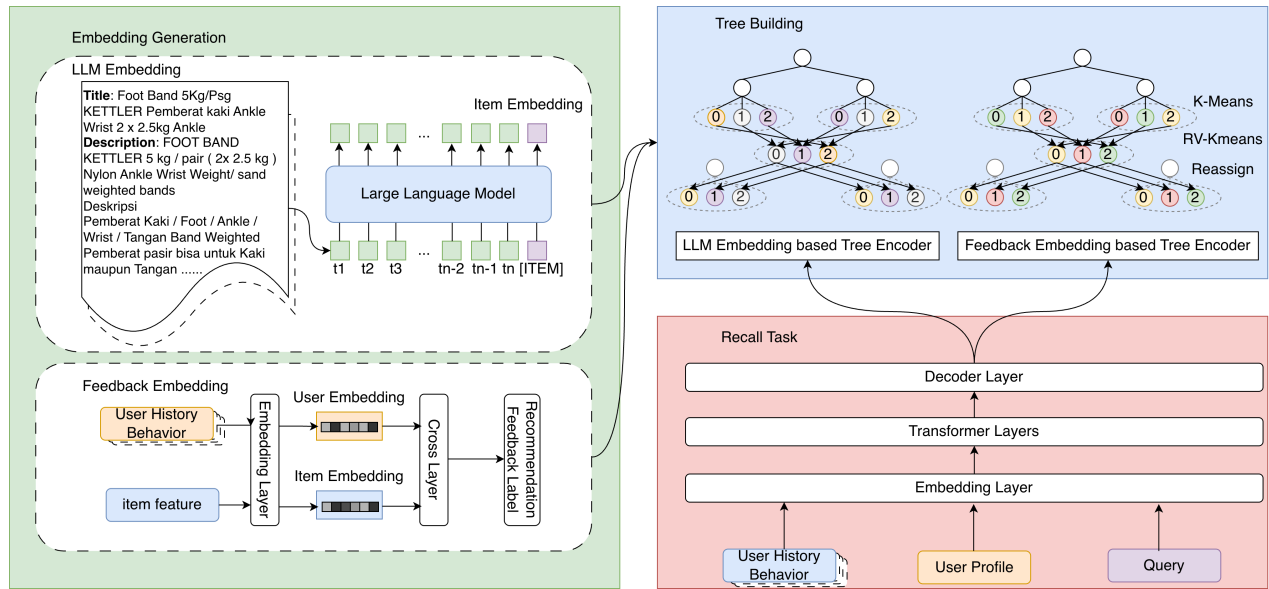 Embedding Generation
LLM Embedding
Title: Foot Band 5Kg/Psg
KETTLER Pemberat kaki Ankle
Wrist 2 x 2.5kg Ankle
Description: FOOT BAND
KETTLER 5 kg / pair ( 2x 2.5 kg )
Nylon Ankle Wrist Weight/ sand
weighted bands
Deskripsi
Pemberat Kaki / Foot / Ankle /
Wrist / Tangan Band Weighted
Pemberat pasir bisa untuk Kaki
maupun Tangan ......
Item Embedding
...
Large Language Model
...
t1 t2 t3 tn-2 tn-1 tn [ITEM]
Feedback Embedding
User History
Behavior
item feature
Embedding Layer
User Embedding
Item Embedding
Cross Layer
Recommendation
Feedback Label
Tree Building
0 1 2 0 1 2
0 1 2
0 1 2 0 1 2
0 1 2 0 1 2
0 1 2
0 1 2 0 1 2
K-Means
RV-Kmeans
Reassign
LLM Embedding based Tree Encoder
Feedback Embedding based Tree Encoder
Recall Task
Decoder Layer
Transformer Layers
Embedding Layer
User History
Behavior
User Profile
Query